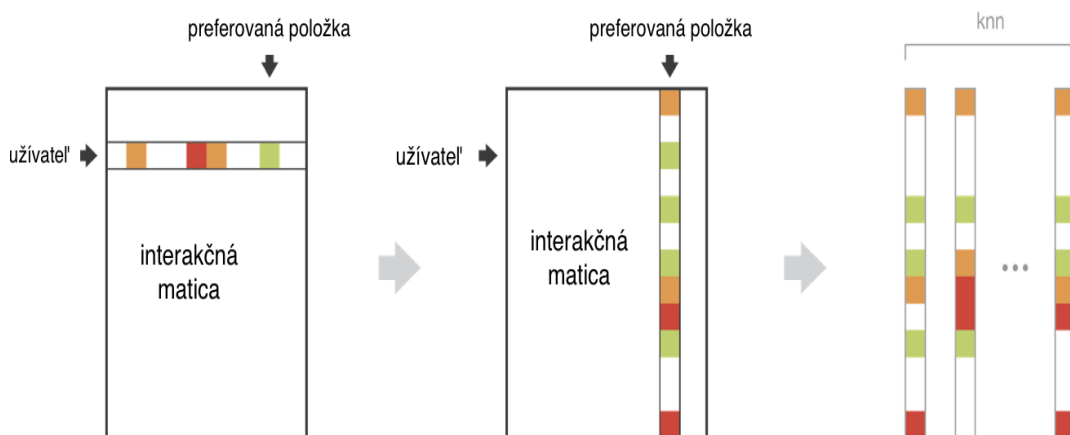 preferovaná položka
užívateľ
interakčná
matica
preferovaná položka
užívateľ
interakčná
matica
knn